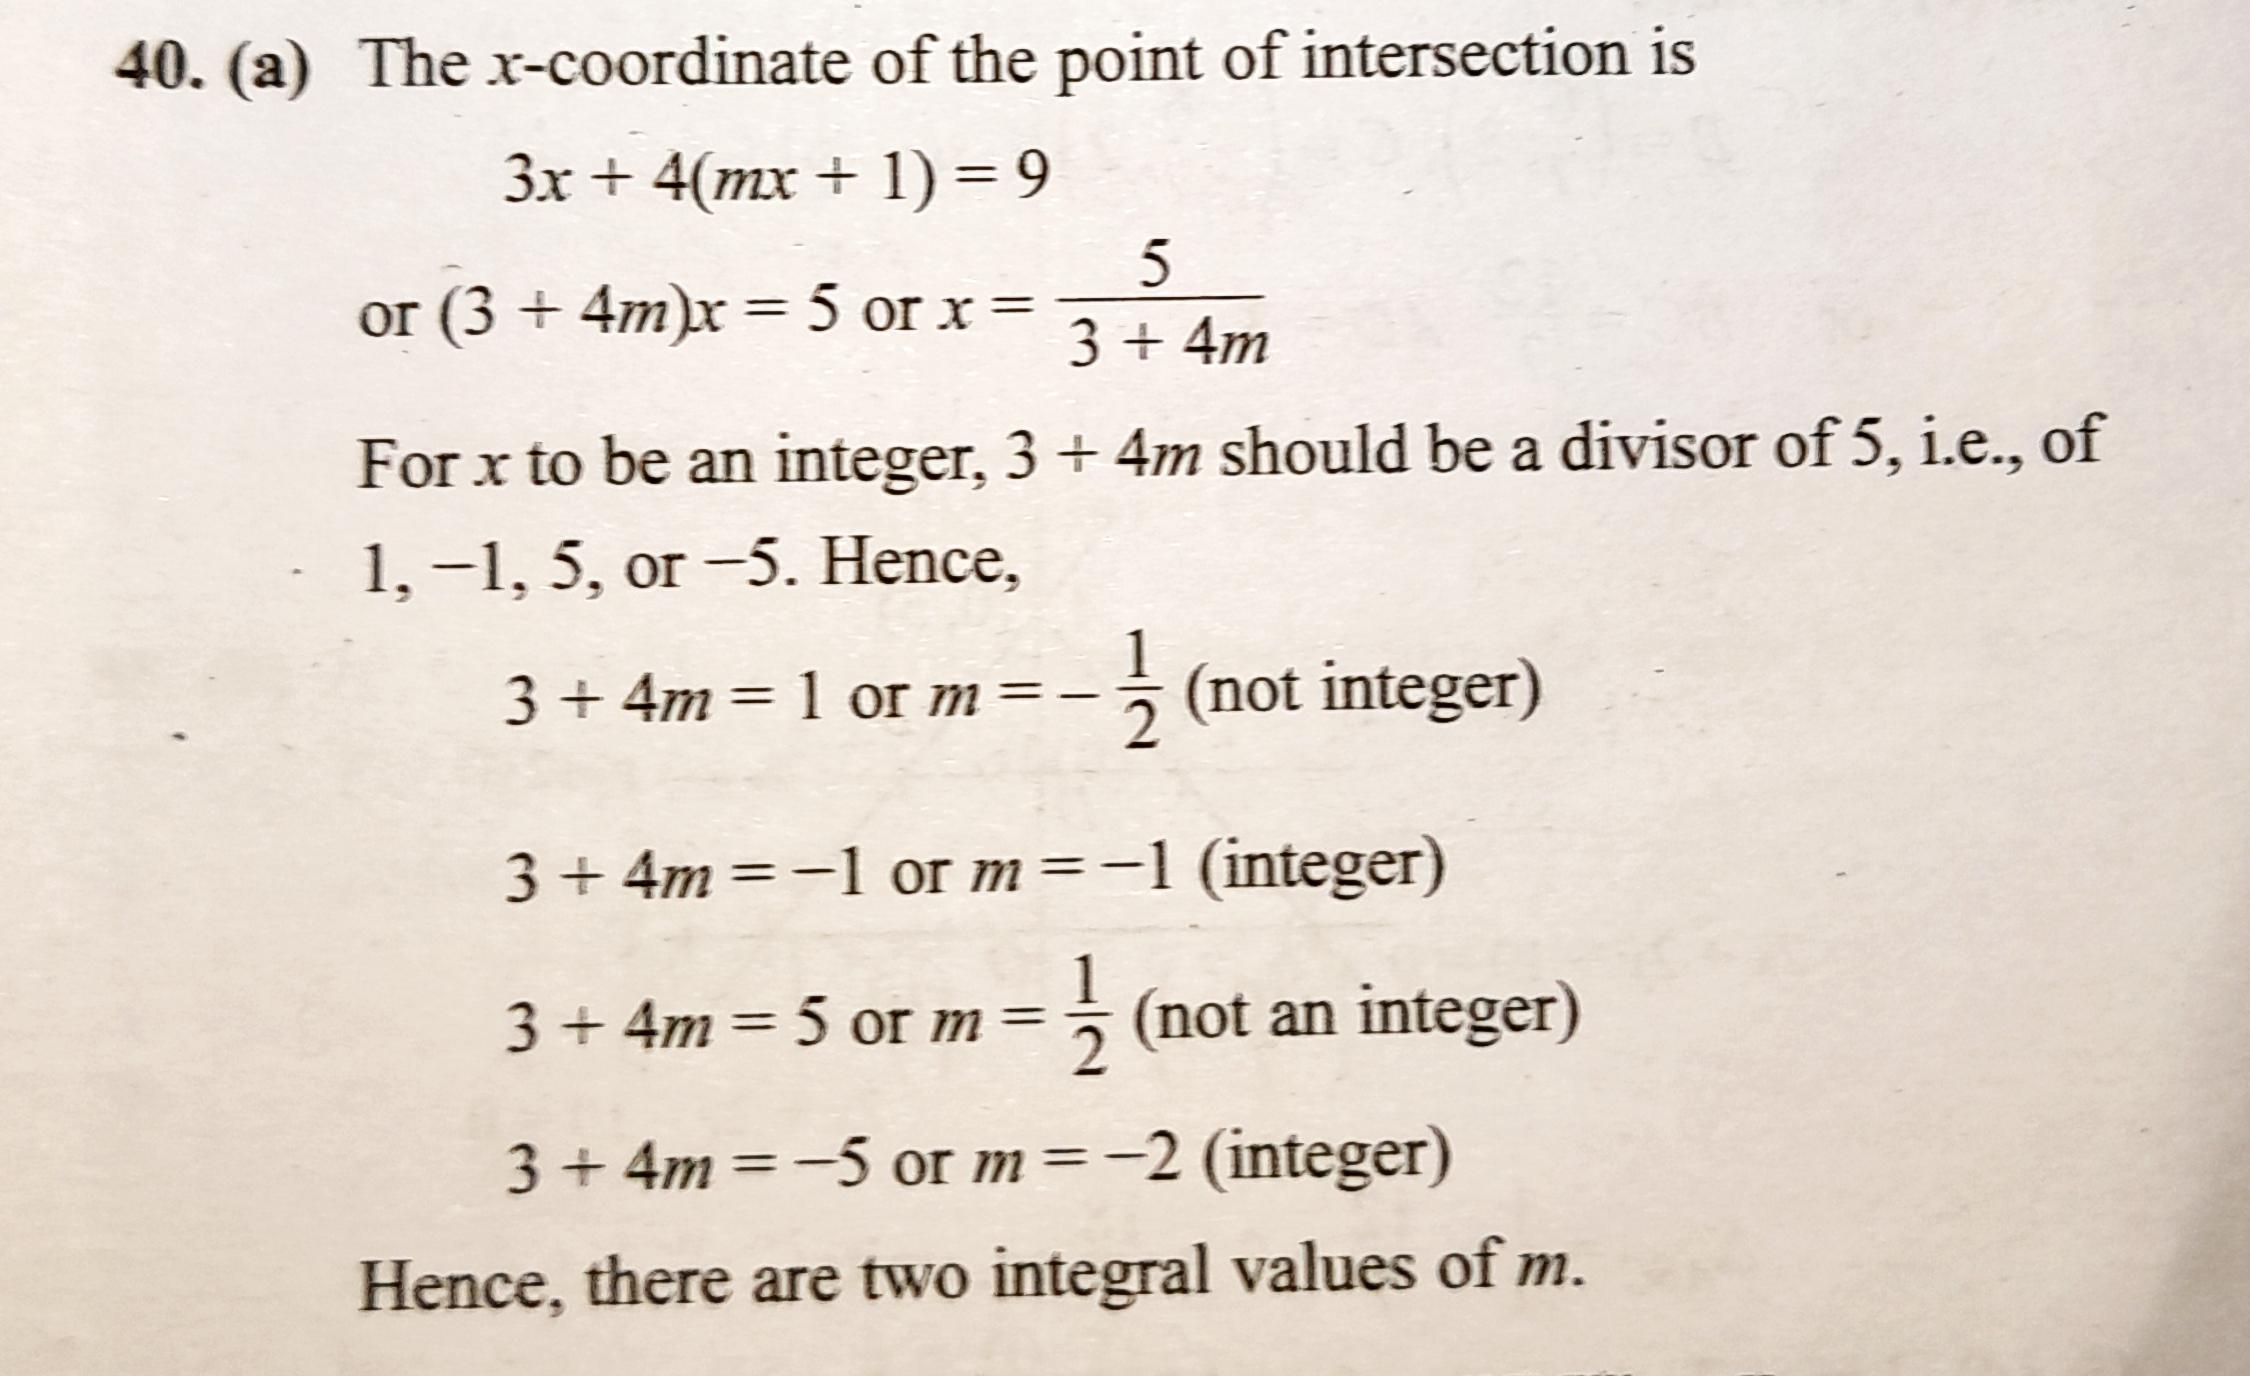 40. (a) The x-coordinate of the point of intersection is
3x + 4(mx + 1) = 9
or (3 + 4m)x = 5 or x = 5/(3 + 4m)
For x to be an integer, 3 + 4m should be a divisor of 5, i.e., of
1, −1, 5, or −5. Hence,
3 + 4m = 1 or m = − 1/2 (not integer)
3 + 4m = −1 or m = −1 (integer)
3 + 4m = 5 or m = 1/2 (not an integer)
3 + 4m = −5 or m = −2 (integer)
Hence, there are two integral values of m.